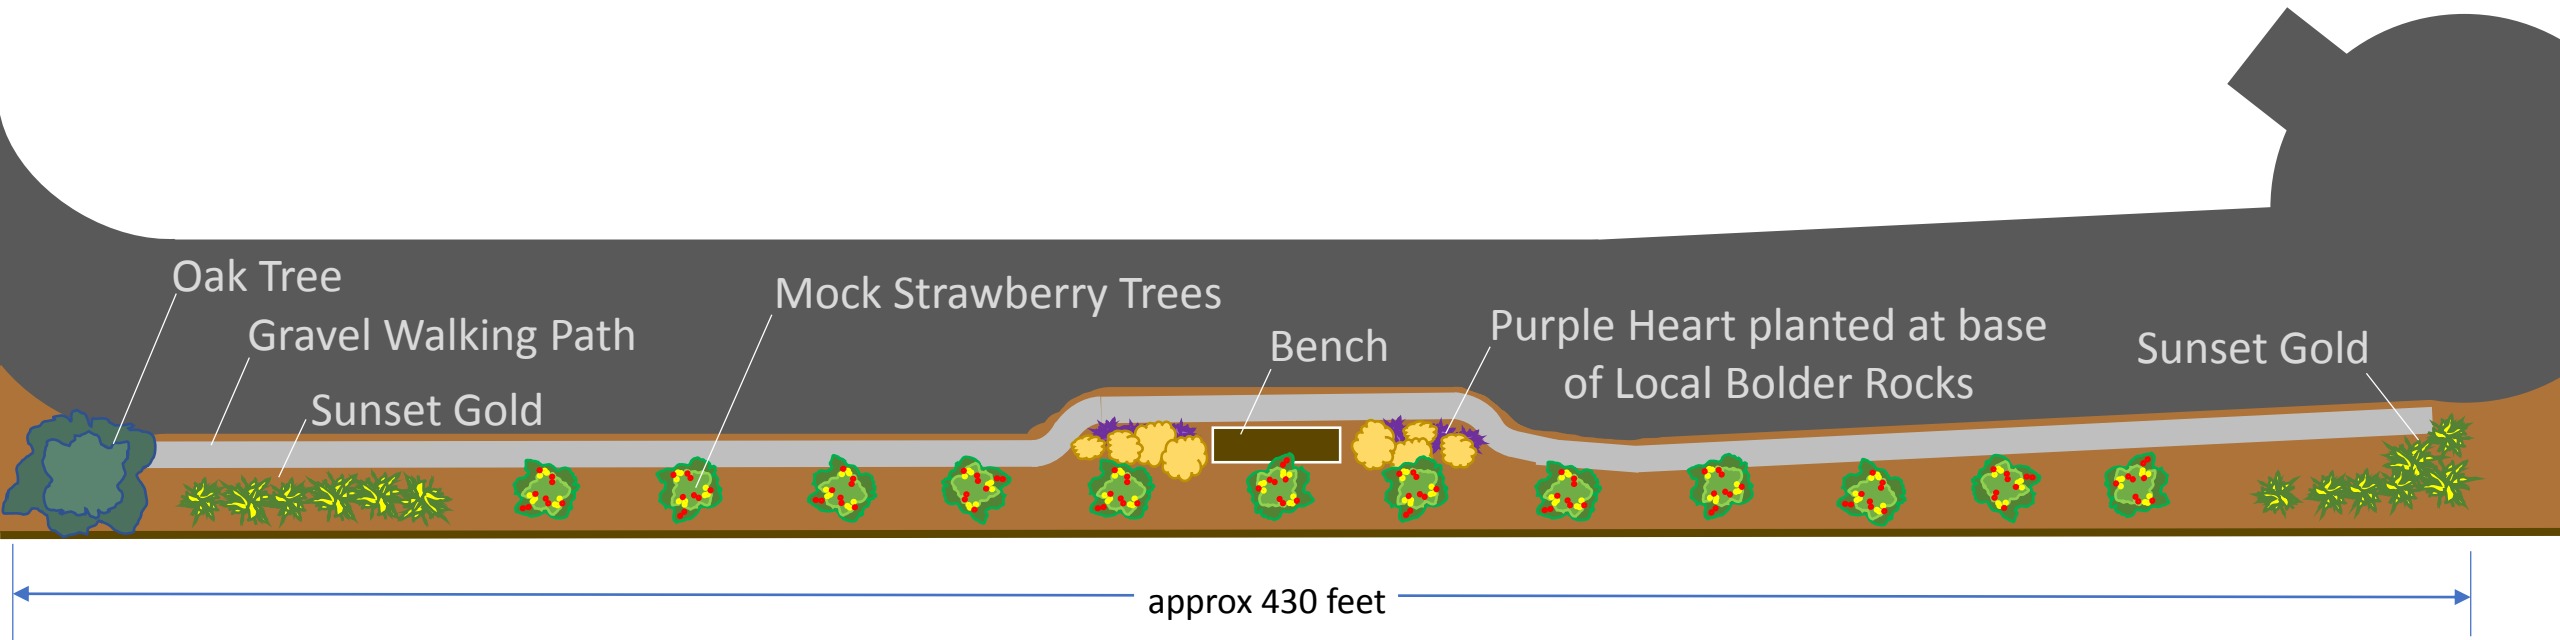 Oak Tree
Gravel Walking Path
Sunset Gold
Mock Strawberry Trees
Bench
Purple Heart planted at base
of Local Bolder Rocks
Sunset Gold
approx 430 feet